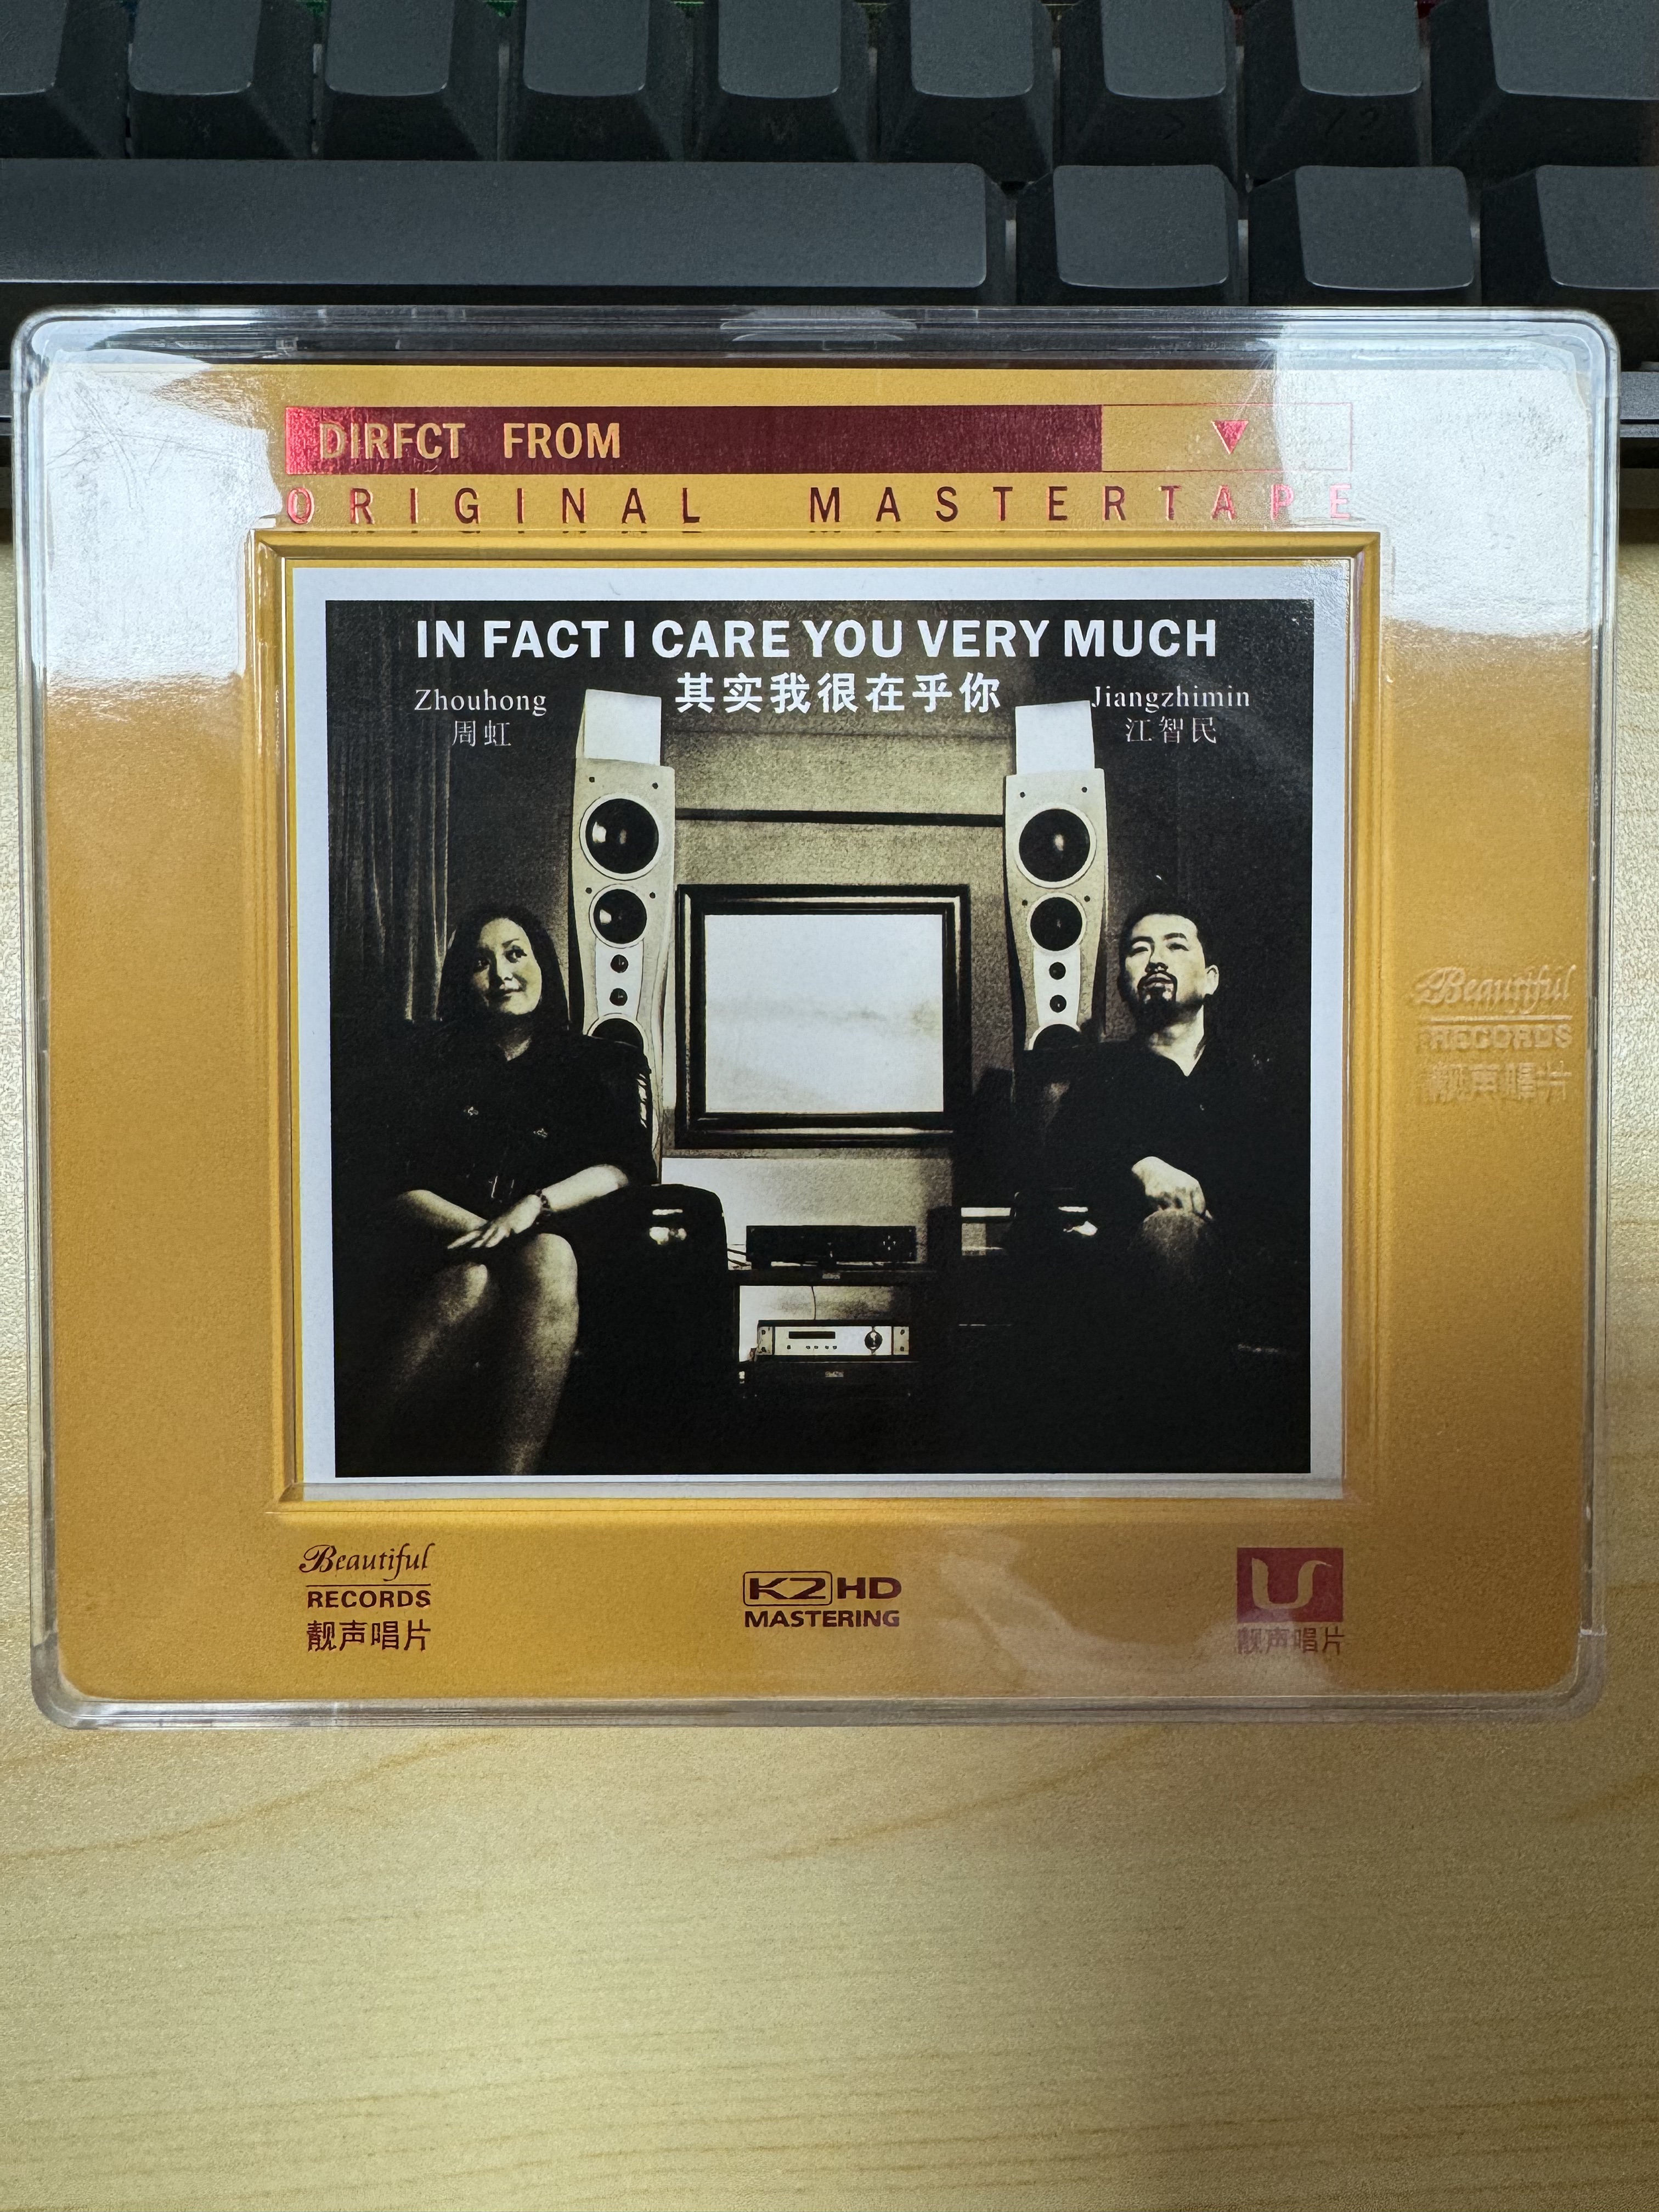 DIRFCT FROM
ORIGINAL MASTERTAPE
IN FACT I CARE YOU VERY MUCH
其实我很在乎你
Zhouhong
周虹
Jiangzhimin
江智民
Beautiful
RECORDS
靓声唱片
Beautiful
RECORDS
靓声唱片
K2HD
MASTERING
靓声唱片